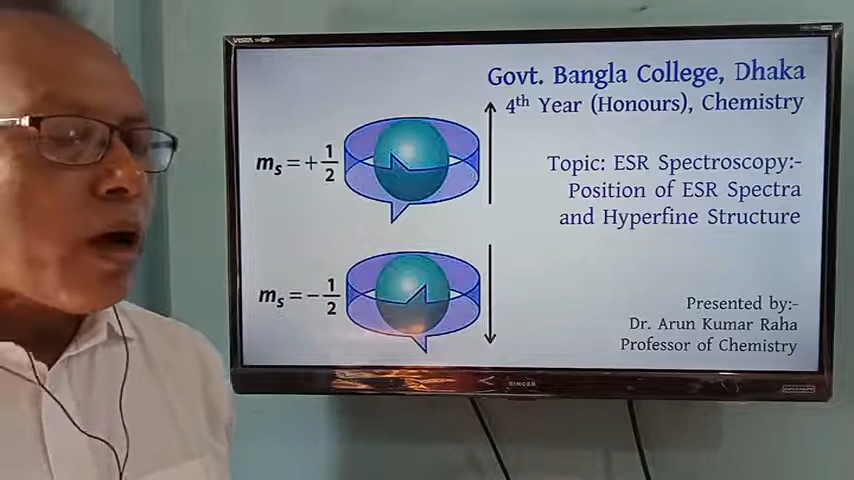 Govt. Bangla College, Dhaka
4th Year (Honours), Chemistry
mₛ = + 1/2
Topic: ESR Spectroscopy:-
Position of ESR Spectra
and Hyperfine Structure
mₛ = − 1/2
Presented by:-
Dr. Arun Kumar Raha
Professor of Chemistry
SINGER